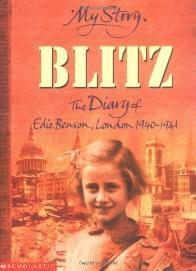 My Story.
BLITZ
The Diary of
Edie Benson, London 1940-1941
SCHOLASTIC